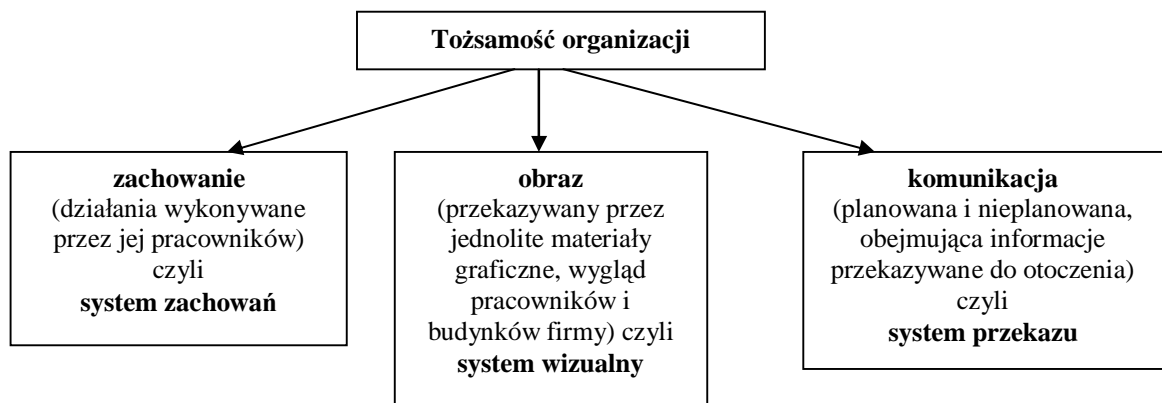 Tożsamość organizacji
zachowanie
(działania wykonywane
przez jej pracowników)
czyli
system zachowań
obraz
(przekazywany przez
jednolite materiały
graficzne, wygląd
pracowników i
budynków firmy) czyli
system wizualny
komunikacja
(planowana i nieplanowana,
obejmująca informacje
przekazywane do otoczenia)
czyli
system przekazu